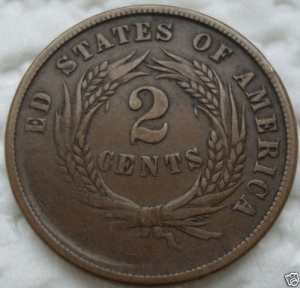 ED STATES OF AMERICA
2
CENTS